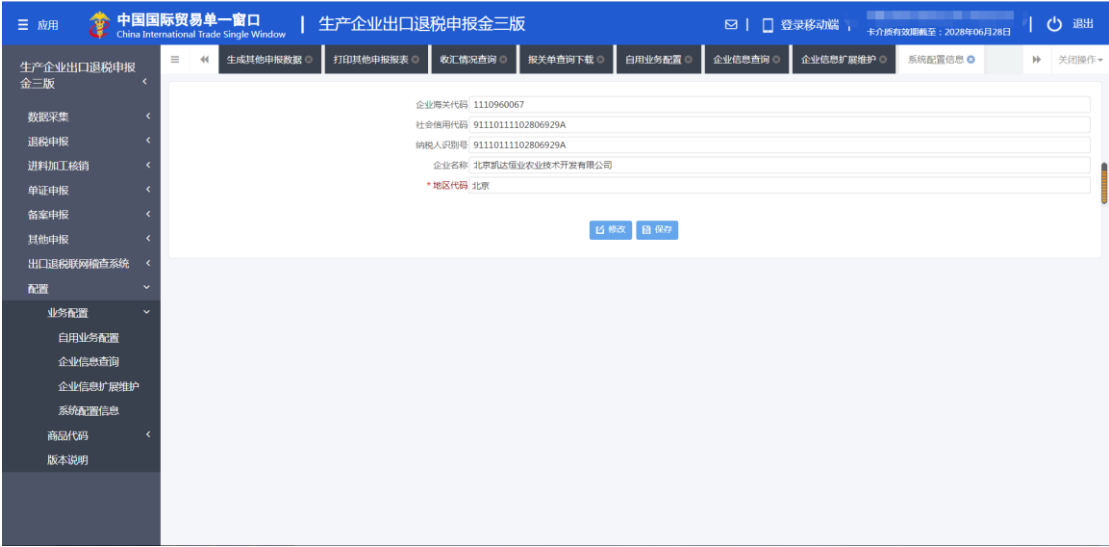 应用
中国国际贸易单一窗口
China International Trade Single Window
生产企业出口退税申报金三版
登录移动端
卡介质有效期截至：2028年06月28日
退出
生产企业出口退税申报
金三版
数据采集
退税申报
进料加工核销
单证申报
备案申报
其他申报
出口退税联网稽查系统
配置
业务配置
自用业务配置
企业信息查询
企业信息扩展维护
系统配置信息
商品代码
版本说明
生成其他申报数据
打印其他申报报表
收汇情况查询
报关单查询下载
自用业务配置
企业信息查询
企业信息扩展维护
系统配置信息
关闭操作
企业海关代码 1110960067
社会信用代码 91110111102806929A
纳税人识别号 91110111102806929A
企业名称 北京凯达恒业农业技术开发有限公司
* 地区代码 北京
修改
保存